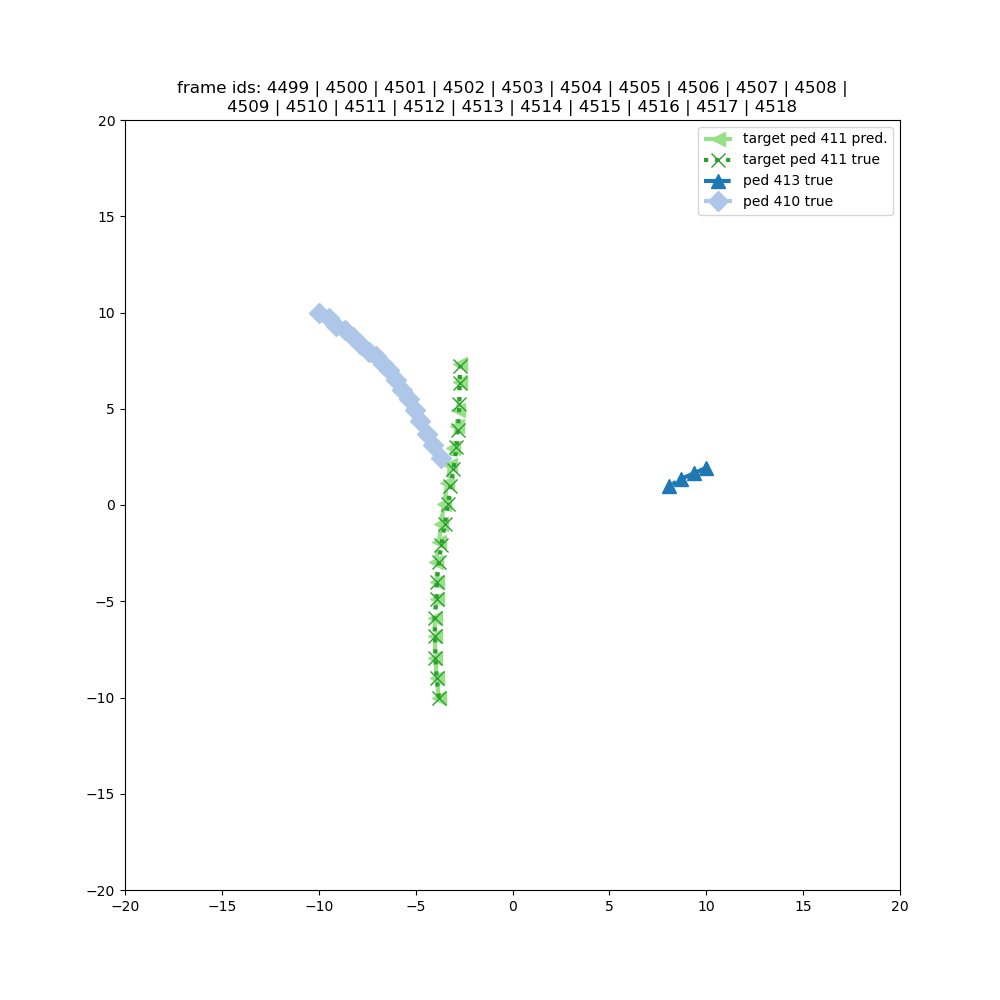 frame ids: 4499 | 4500 | 4501 | 4502 | 4503 | 4504 | 4505 | 4506 | 4507 | 4508 |
4509 | 4510 | 4511 | 4512 | 4513 | 4514 | 4515 | 4516 | 4517 | 4518
target ped 411 pred.
target ped 411 true
ped 413 true
ped 410 true
20
15
10
5
0
−5
−10
−15
−20
−20 −15 −10 −5 0 5 10 15 20